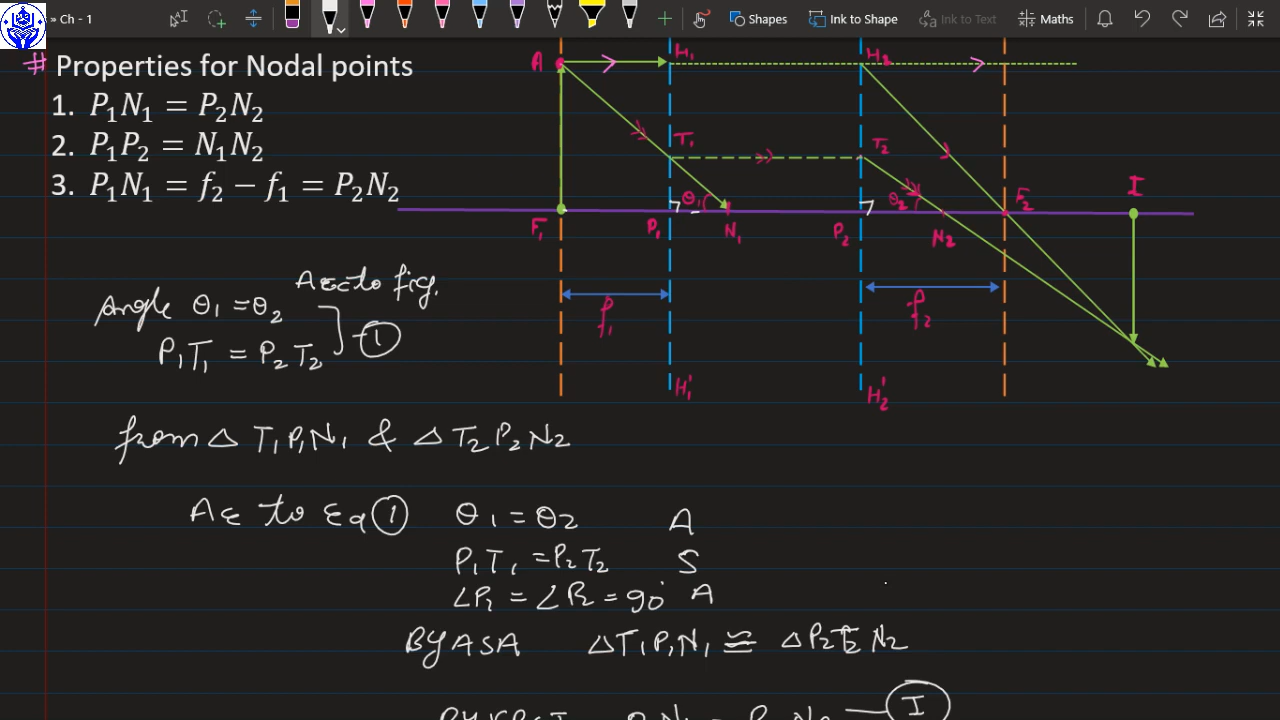 » Ch - 1
Shapes
Ink to Shape
Ink to Text
Maths
# Properties for Nodal points
1. P₁N₁ = P₂N₂
2. P₁P₂ = N₁N₂
3. P₁N₁ = f₂ − f₁ = P₂N₂
A H₁ H₂
T₁ T₂
θ₁ θ₂ F₂ I
F₁ P₁ N₁ P₂ N₂
f₁ f₂
H₁' H₂'
Acc to fig.
Angle θ₁ = θ₂
P₁T₁ = P₂T₂ ①
from △ T₁P₁N₁ & △ T₂P₂N₂
Ac to Eq ① θ₁ = θ₂ A
P₁T₁ = P₂T₂ S
∠P₁ = ∠P₂ = 90° A
BY ASA △T₁P₁N₁ ≅ △P₂T₂N₂
I